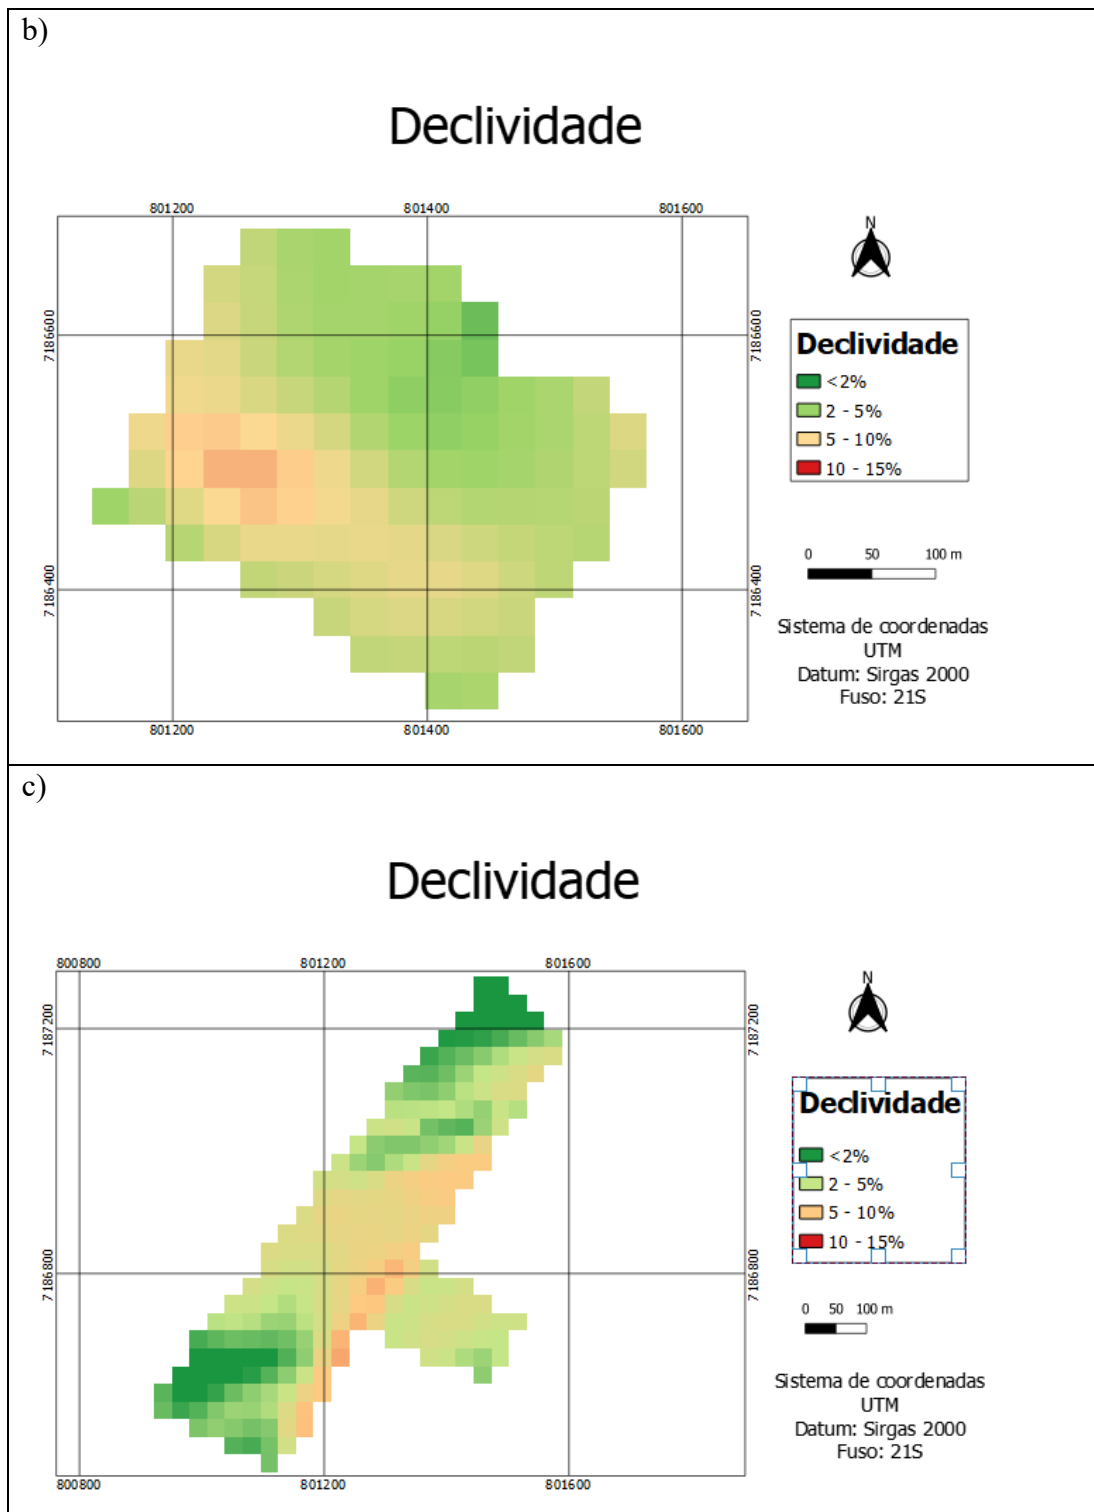 b)
Declividade
801200 801400 801600
N
7186600 7186600
Declividade
<2%
2 - 5%
5 - 10%
10 - 15%
0 50 100 m
7186400 7186400
Sistema de coordenadas
UTM
Datum: Sirgas 2000
Fuso: 21S
801200 801400 801600
c)
Declividade
800800 801200 801600
N
7187200 7187200
Declividade
<2%
2 - 5%
5 - 10%
10 - 15%
7186800 7186800
0 50 100 m
Sistema de coordenadas
UTM
Datum: Sirgas 2000
Fuso: 21S
800800 801200 801600